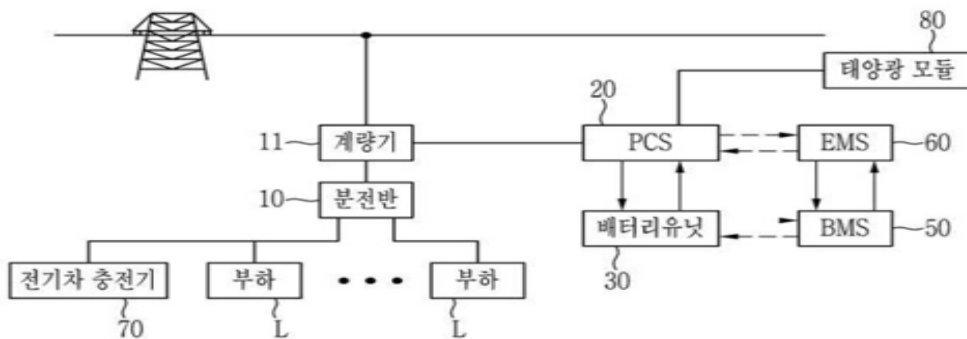 80
태양광 모듈
20
11
계량기
PCS
EMS
60
10
분전반
배터리유닛
BMS
50
30
전기차 충전기
부하
부하
70
L
L